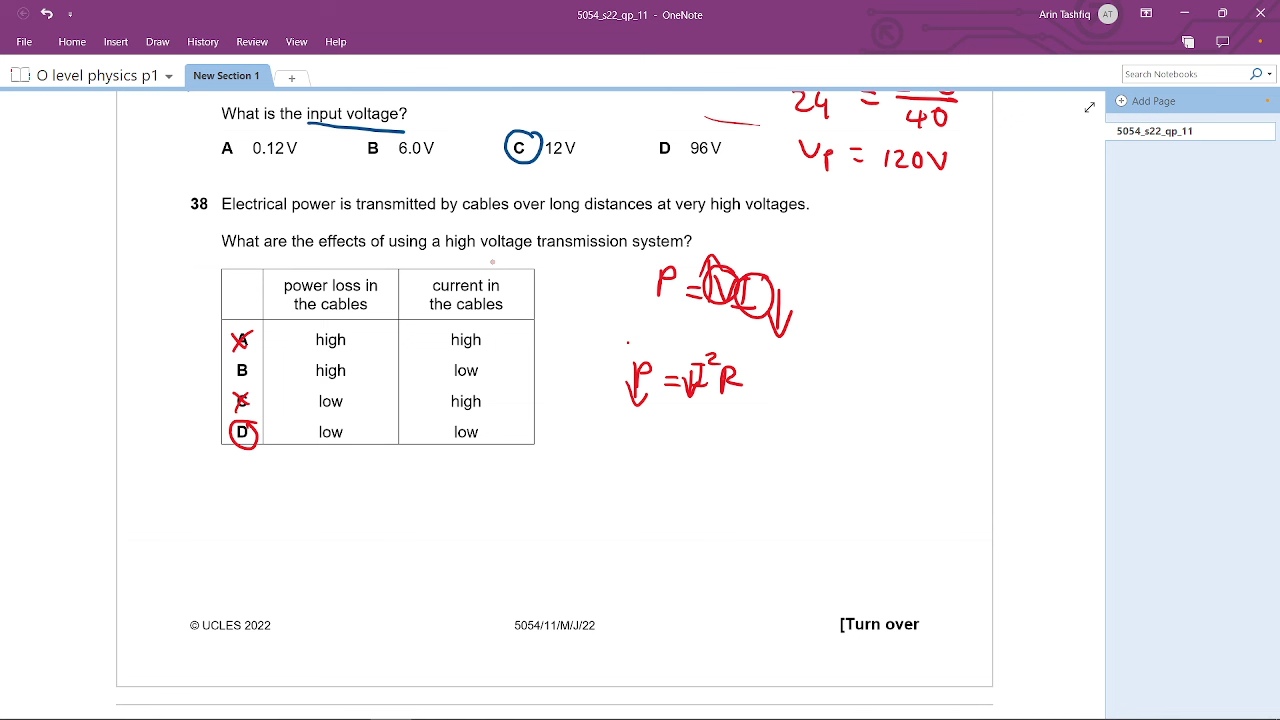 5054_s22_qp_11 - OneNote
Arin Tashfiq AT
File Home Insert Draw History Review View Help
O level physics p1 New Section 1 +
Search Notebooks
Add Page
5054_s22_qp_11
24 =
40
What is the input voltage?
A 0.12 V B 6.0 V C 12 V D 96 V
Vp = 120V
38 Electrical power is transmitted by cables over long distances at very high voltages.
What are the effects of using a high voltage transmission system?
P = VI
power loss in the cables current in the cables
A high high
B high low
C low high
D low low
P = I²R
© UCLES 2022 5054/11/M/J/22 [Turn over